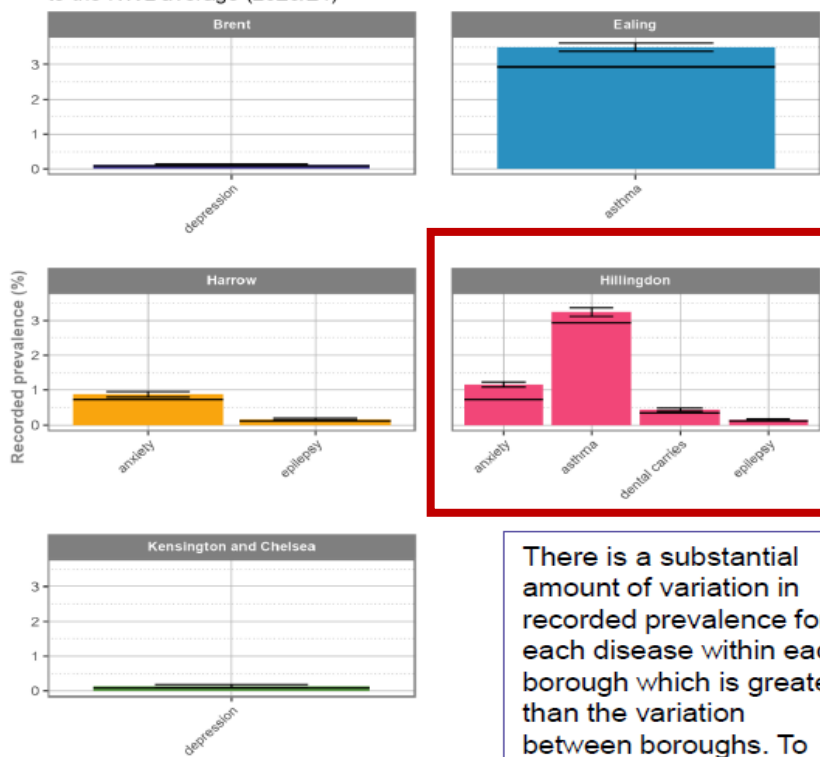 Brent
Ealing
3
2
1
0
depression
asthma
Recorded prevalence (%)
Harrow
Hillingdon
3
2
1
0
anxiety
epilepsy
anxiety
asthma
dental carries
epilepsy
Kensington and Chelsea
3
2
1
0
depression
There is a substantial
amount of variation in
recorded prevalence fo
each disease within eac
borough which is greate
than the variation
between boroughs. To